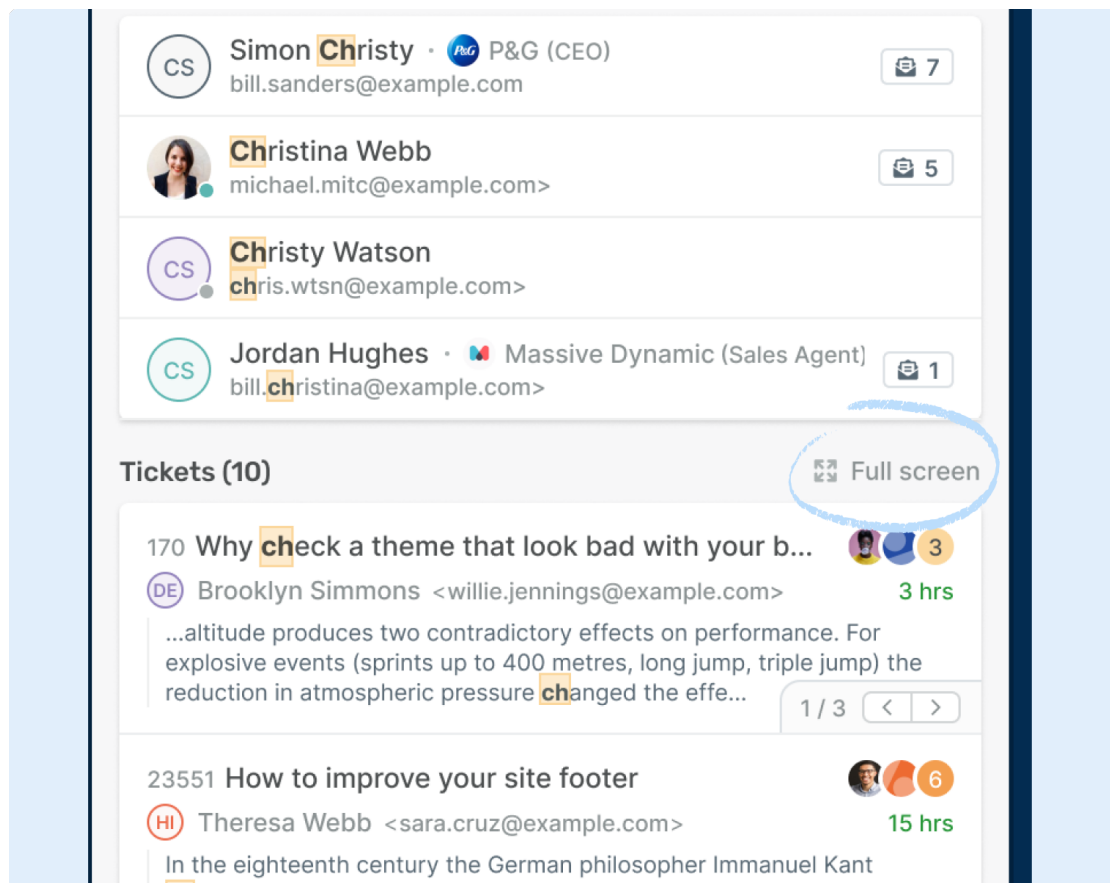 CS Simon Christy · P&G P&G (CEO) 7
bill.sanders@example.com
Christina Webb 5
michael.mitc@example.com>
CS Christy Watson
chris.wtsn@example.com>
CS Jordan Hughes · Massive Dynamic (Sales Agent) 1
bill.christina@example.com>
Tickets (10) Full screen
170 Why check a theme that look bad with your b... 3
DE Brooklyn Simmons <willie.jennings@example.com> 3 hrs
...altitude produces two contradictory effects on performance. For
explosive events (sprints up to 400 metres, long jump, triple jump) the
reduction in atmospheric pressure changed the effe...
1 / 3 < >
23551 How to improve your site footer 6
HI Theresa Webb <sara.cruz@example.com> 15 hrs
In the eighteenth century the German philosopher Immanuel Kant